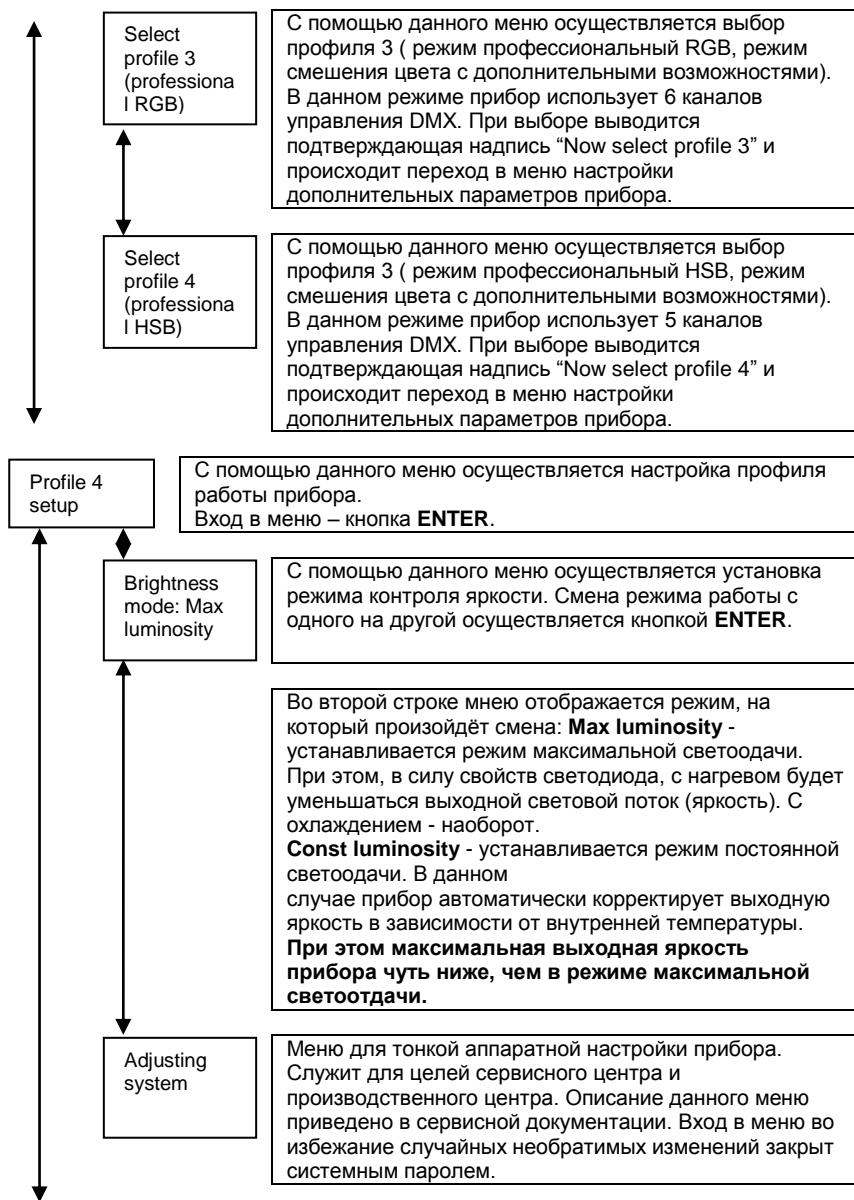 Select
profile 3
(professiona
l RGB)
С помощью данного меню осуществляется выбор
профиля 3 ( режим профессиональный RGB, режим
смешения цвета с дополнительными возможностями).
В данном режиме прибор использует 6 каналов
управления DMX. При выборе выводится
подтверждающая надпись “Now select profile 3” и
происходит переход в меню настройки
дополнительных параметров прибора.
Select
profile 4
(professiona
l HSB)
С помощью данного меню осуществляется выбор
профиля 3 ( режим профессиональный HSB, режим
смешения цвета с дополнительными возможностями).
В данном режиме прибор использует 5 каналов
управления DMX. При выборе выводится
подтверждающая надпись “Now select profile 4” и
происходит переход в меню настройки
дополнительных параметров прибора.
Profile 4
setup
С помощью данного меню осуществляется настройка профиля
работы прибора.
Вход в меню – кнопка ENTER.
Brightness
mode: Max
luminosity
С помощью данного меню осуществляется установка
режима контроля яркости. Смена режима работы с
одного на другой осуществляется кнопкой ENTER.
Во второй строке мнею отображается режим, на
который произойдёт смена: Max luminosity -
устанавливается режим максимальной светоодачи.
При этом, в силу свойств светодиода, с нагревом будет
уменьшаться выходной световой поток (яркость). С
охлаждением - наоборот.
Const luminosity - устанавливается режим постоянной
светоодачи. В данном
случае прибор автоматически корректирует выходную
яркость в зависимости от внутренней температуры.
При этом максимальная выходная яркость
прибора чуть ниже, чем в режиме максимальной
светоотдачи.
Adjusting
system
Меню для тонкой аппаратной настройки прибора.
Служит для целей сервисного центра и
производственного центра. Описание данного меню
приведено в сервисной документации. Вход в меню во
избежание случайных необратимых изменений закрыт
системным паролем.